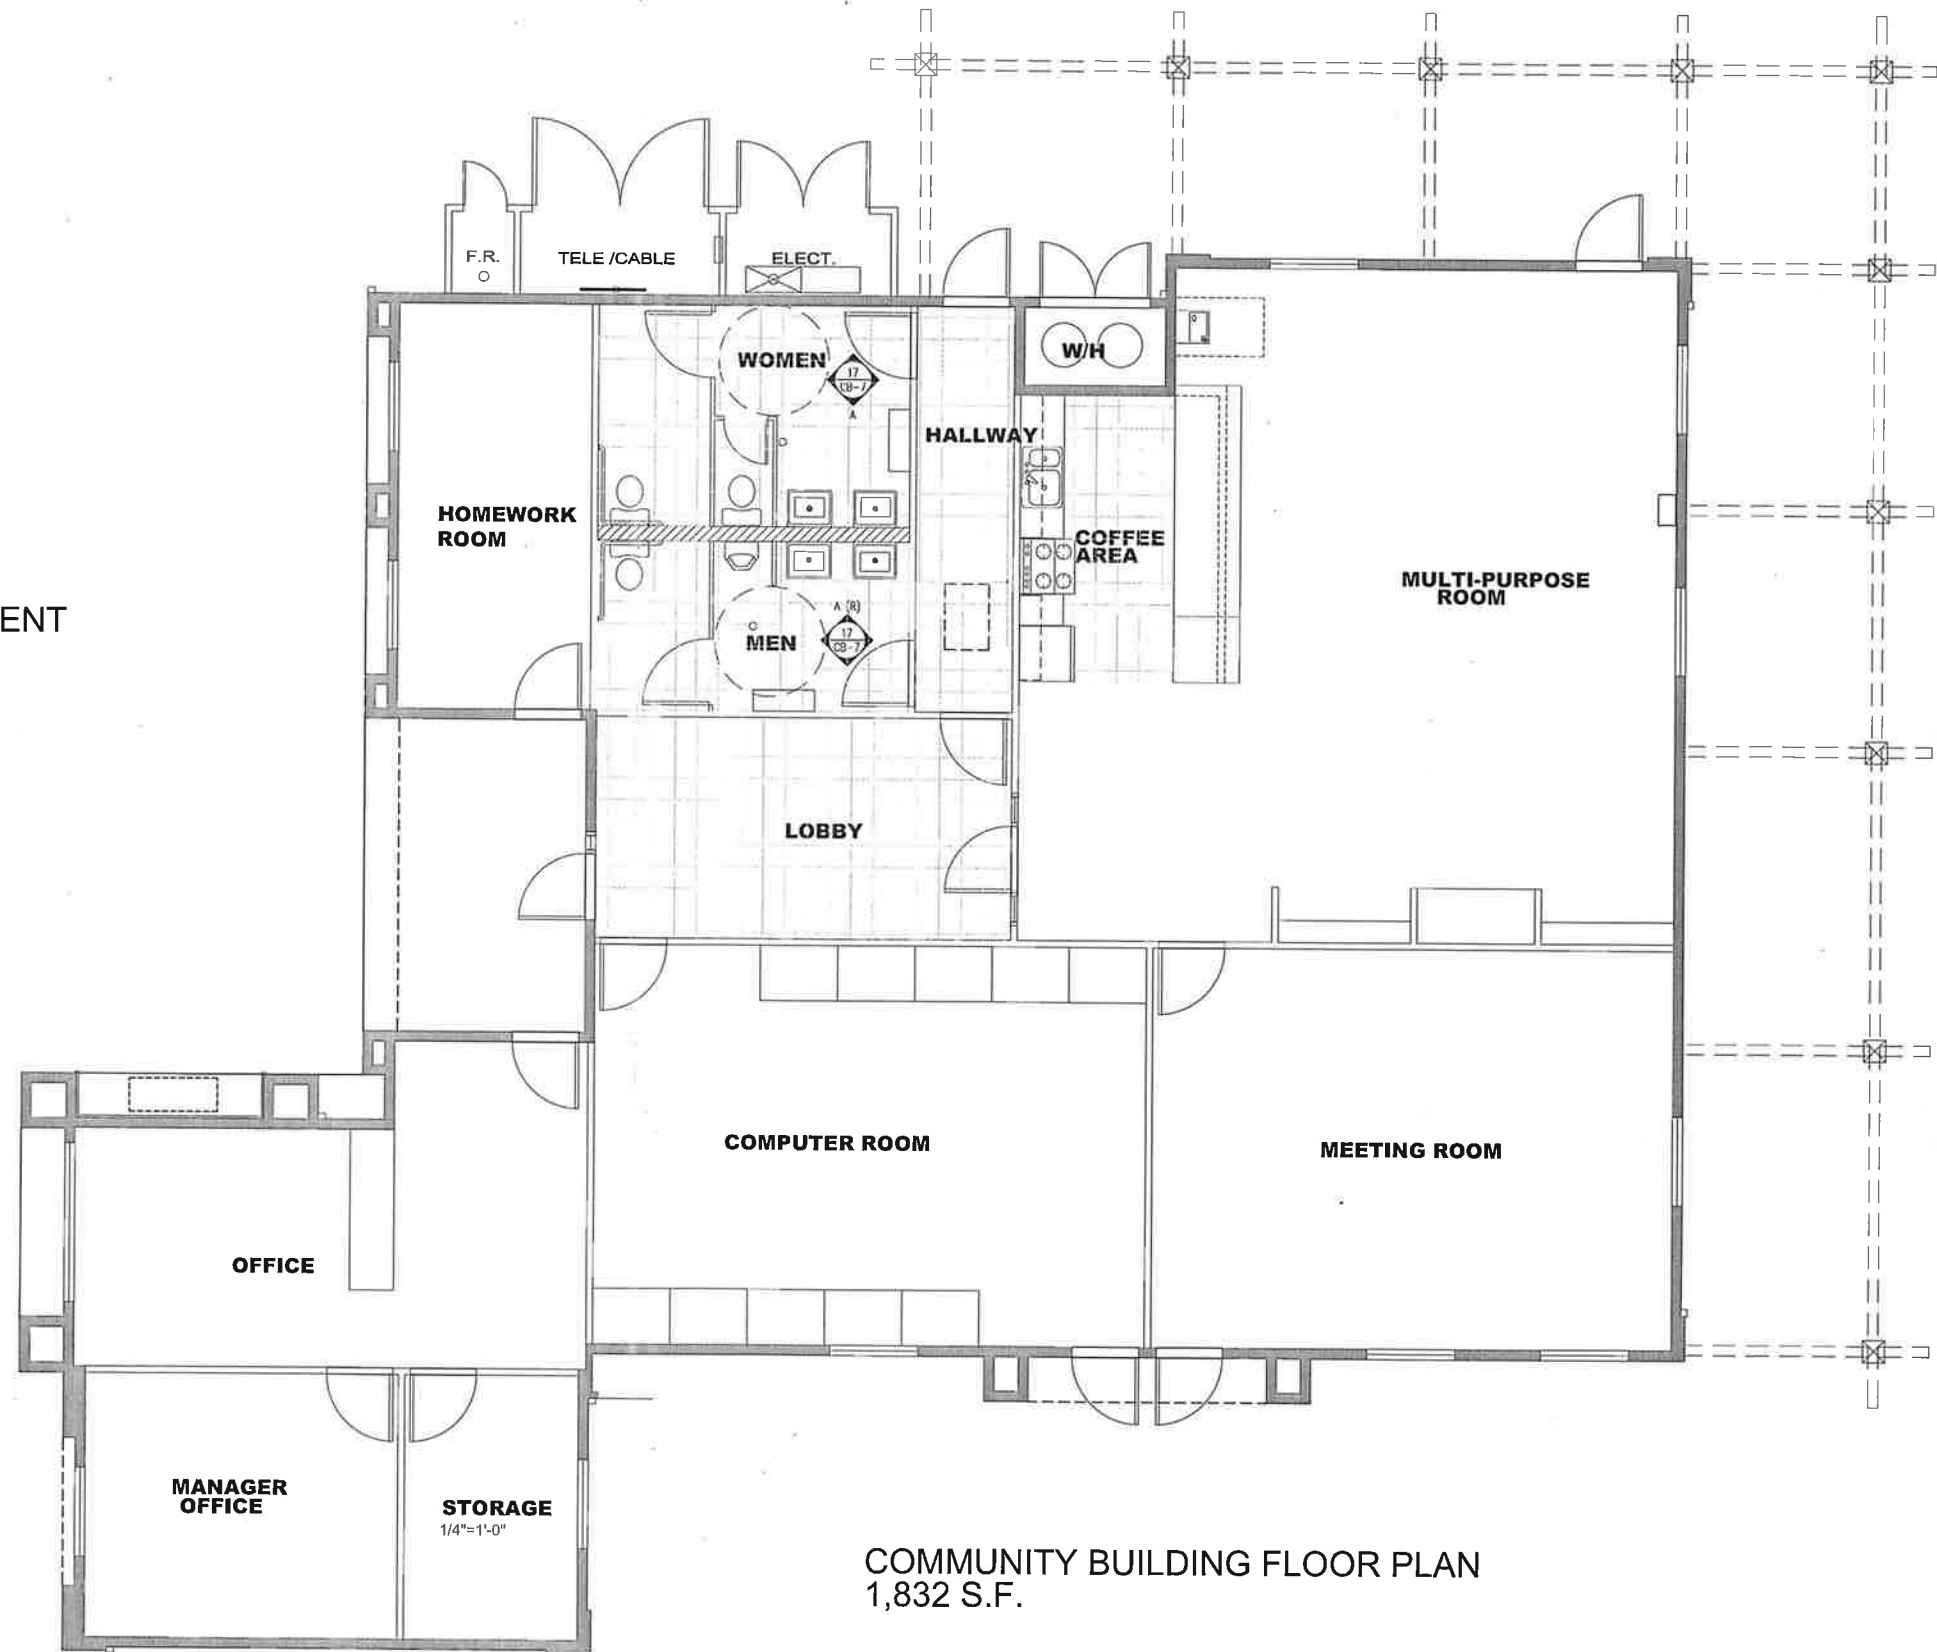 F.R.
TELE /CABLE
ELECT.
WOMEN
17
CB-7
A
W/H
HALLWAY
HOMEWORK
ROOM
COFFEE
AREA
MULTI-PURPOSE
ROOM
ENT
A (R)
17
CB-7
MEN
LOBBY
COMPUTER ROOM
MEETING ROOM
OFFICE
MANAGER
OFFICE
STORAGE
1/4"=1'-0"
COMMUNITY BUILDING FLOOR PLAN
1,832 S.F.